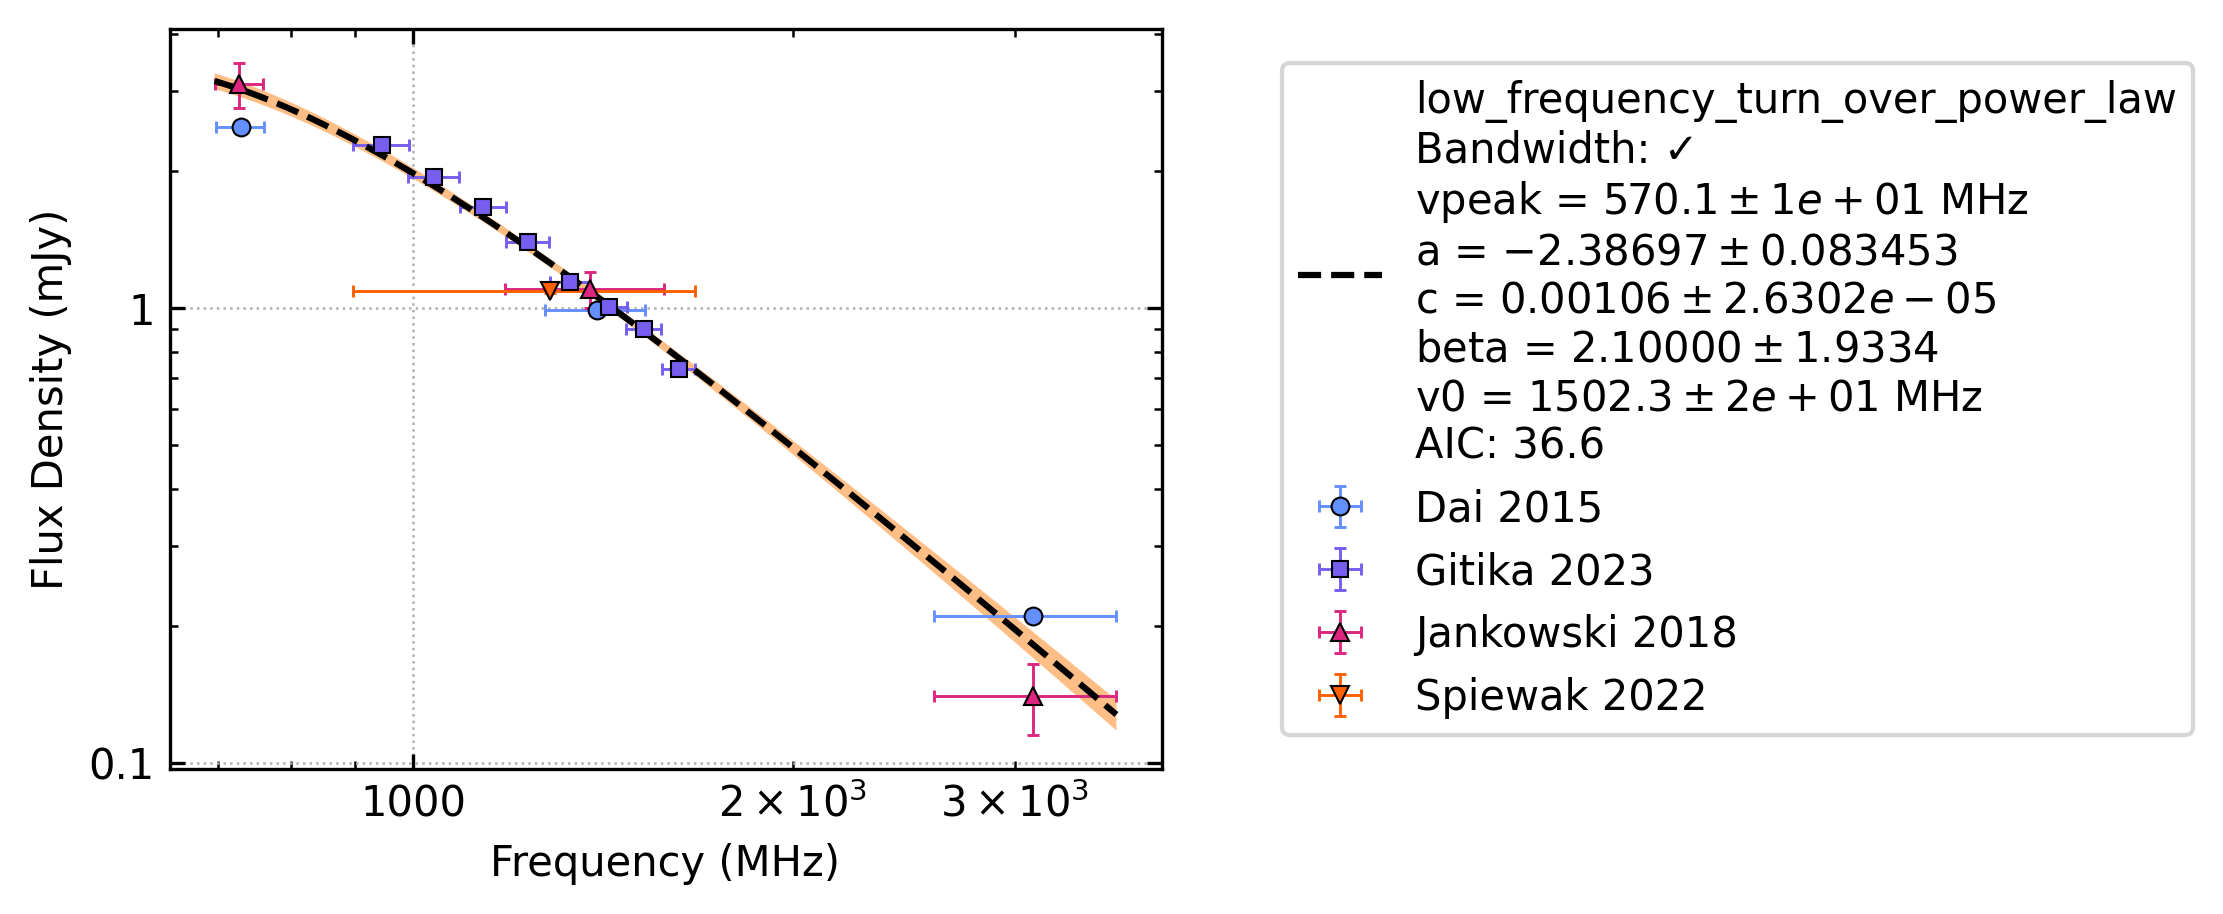 Flux Density (mJy)
1
0.1
1000
2 × 10³
3 × 10³
Frequency (MHz)
low_frequency_turn_over_power_law
Bandwidth: ✓
vpeak = 570.1 ± 1e + 01 MHz
a = −2.38697 ± 0.083453
c = 0.00106 ± 2.6302e − 05
beta = 2.10000 ± 1.9334
v0 = 1502.3 ± 2e + 01 MHz
AIC: 36.6
Dai 2015
Gitika 2023
Jankowski 2018
Spiewak 2022